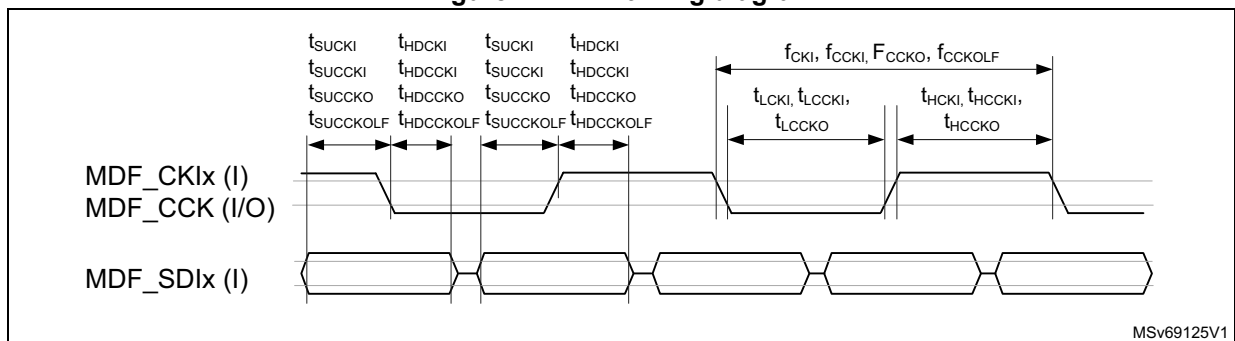 tSUCKI tHDCKI tSUCKI tHDCKI
tSUCCKI tHDCCKI tSUCCKI tHDCCKI
tSUCCKO tHDCCKO tSUCCKO tHDCCKO
tSUCCKOLF tHDCCKOLF tSUCCKOLF tHDCCKOLF
fCKI, fCCKI, FCCKO, fCCKOLF
tLCKI, tLCCKI,
tLCCKO
tHCKI, tHCCKI,
tHCCKO
MDF_CKIx (I)
MDF_CCK (I/O)
MDF_SDIx (I)
MSv69125V1